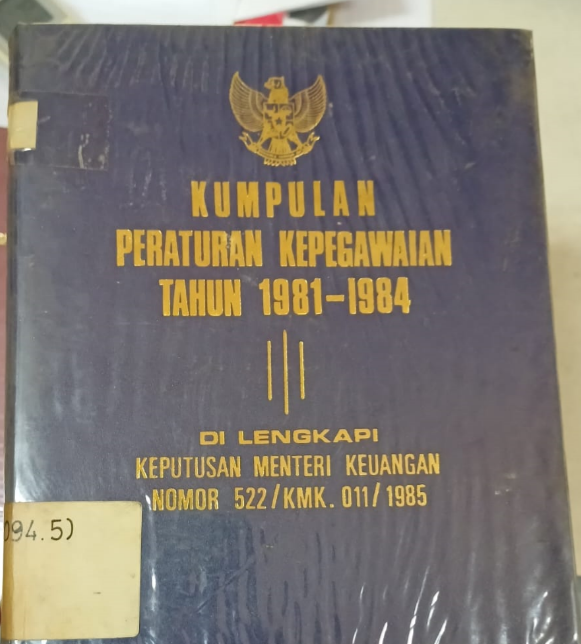 KUMPULAN
PERATURAN KEPEGAWAIAN
TAHUN 1981-1984
DI LENGKAPI
KEPUTUSAN MENTERI KEUANGAN
NOMOR 522/KMK. 011/1985
094.5)